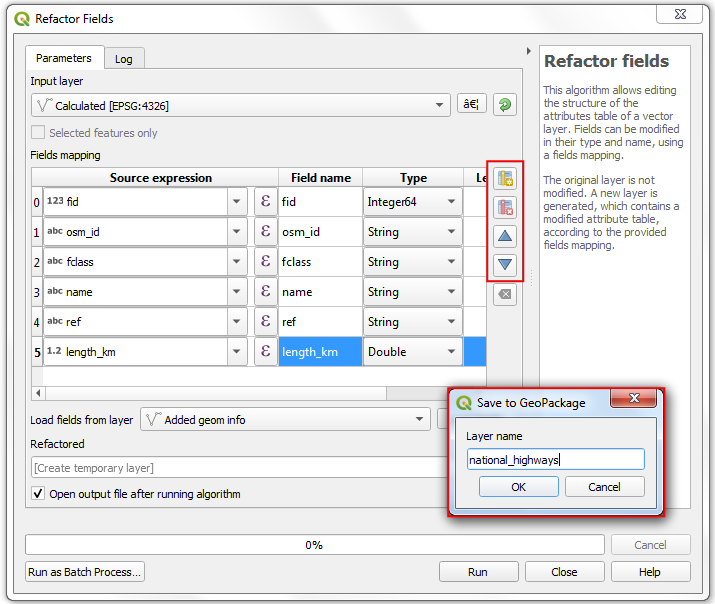 Refactor Fields
Parameters
Log
Input layer
Calculated [EPSG:4326]
â€¦
Selected features only
Fields mapping
Source expression Field name Type Le
0 123 fid ε fid Integer64
1 abc osm_id ε osm_id String
2 abc fclass ε fclass String
3 abc name ε name String
4 abc ref ε ref String
5 1.2 length_km ε length_km Double
Load fields from layer Added geom info
Refactored
[Create temporary layer]
Open output file after running algorithm
0%
Cancel
Run as Batch Process...
Run
Close
Help
Refactor fields
This algorithm allows editing
the structure of the
attributes table of a vector
layer. Fields can be modified
in their type and name, using
a fields mapping.
The original layer is not
modified. A new layer is
generated, which contains a
modified attribute table,
according to the provided
fields mapping.
Save to GeoPackage
Layer name
national_highways
OK
Cancel